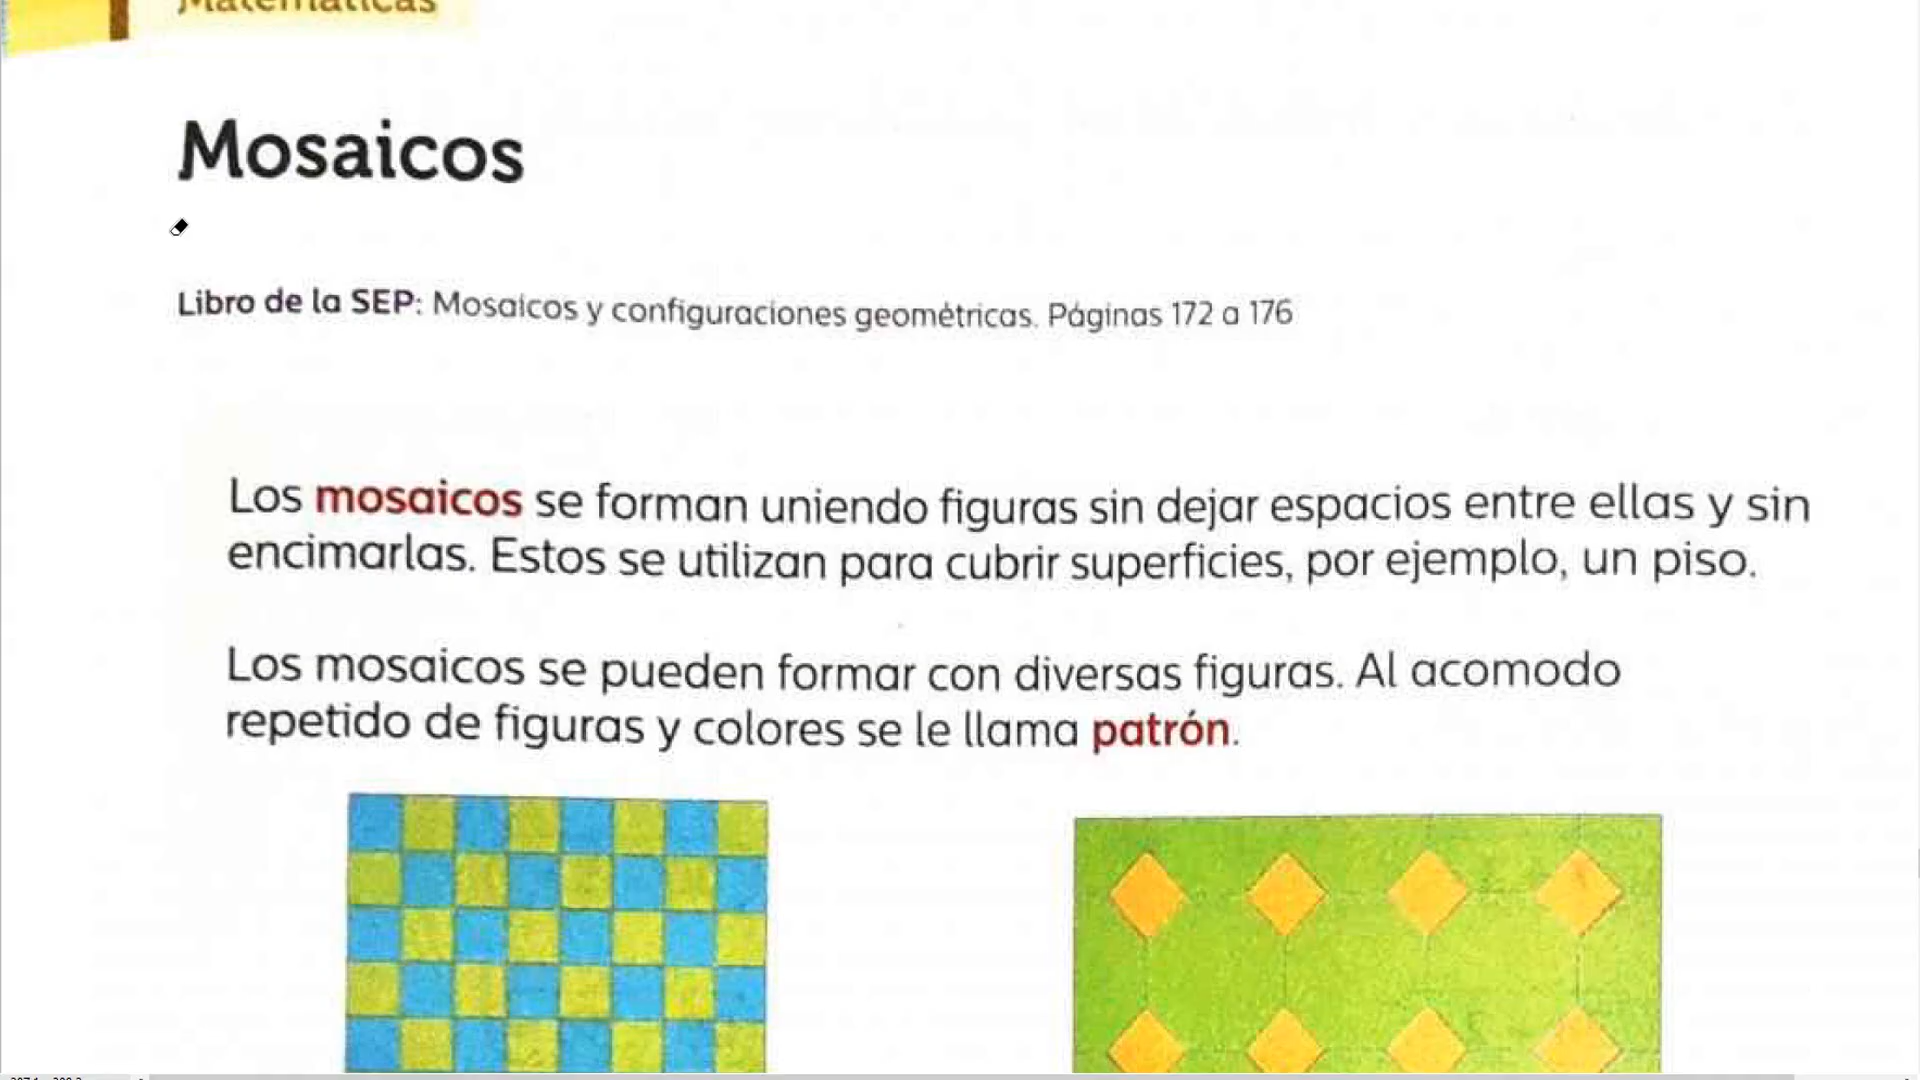 Matemáticas
Mosaicos
Libro de la SEP: Mosaicos y configuraciones geométricas. Páginas 172 a 176
Los mosaicos se forman uniendo figuras sin dejar espacios entre ellas y sin
encimarlas. Estos se utilizan para cubrir superficies, por ejemplo, un piso.
Los mosaicos se pueden formar con diversas figuras. Al acomodo
repetido de figuras y colores se le llama patrón.